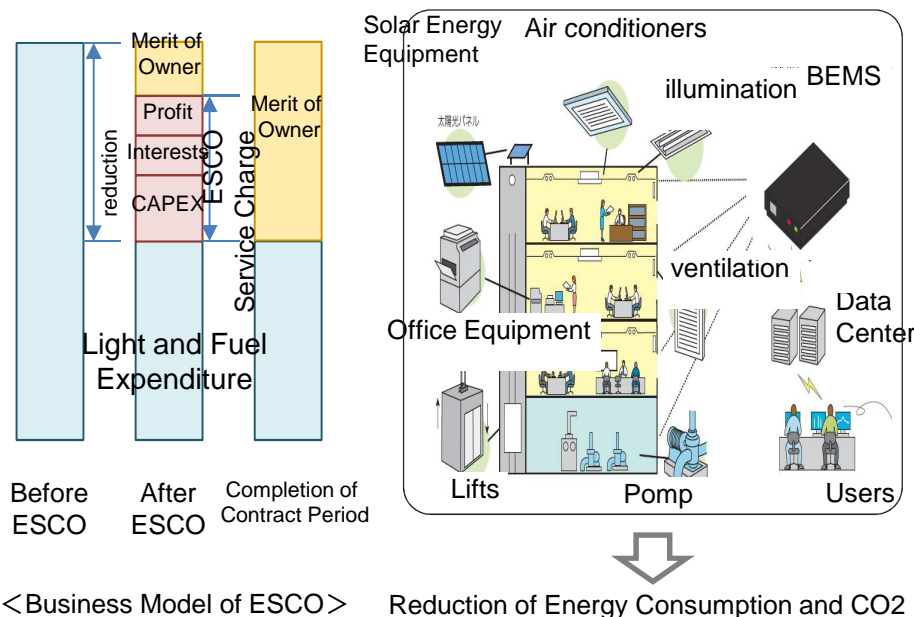 Merit of
Owner
Profit
Interests
CAPEX
reduction
ESCO
Service Charge
Merit of
Owner
Light and Fuel
Expenditure
Before
ESCO
After
ESCO
Completion of
Contract Period
<Business Model of ESCO>
Solar Energy
Equipment
Air conditioners
illumination
BEMS
太陽光パネル
ventilation
Office Equipment
Data
Center
Lifts
Pomp
Users
Reduction of Energy Consumption and CO2